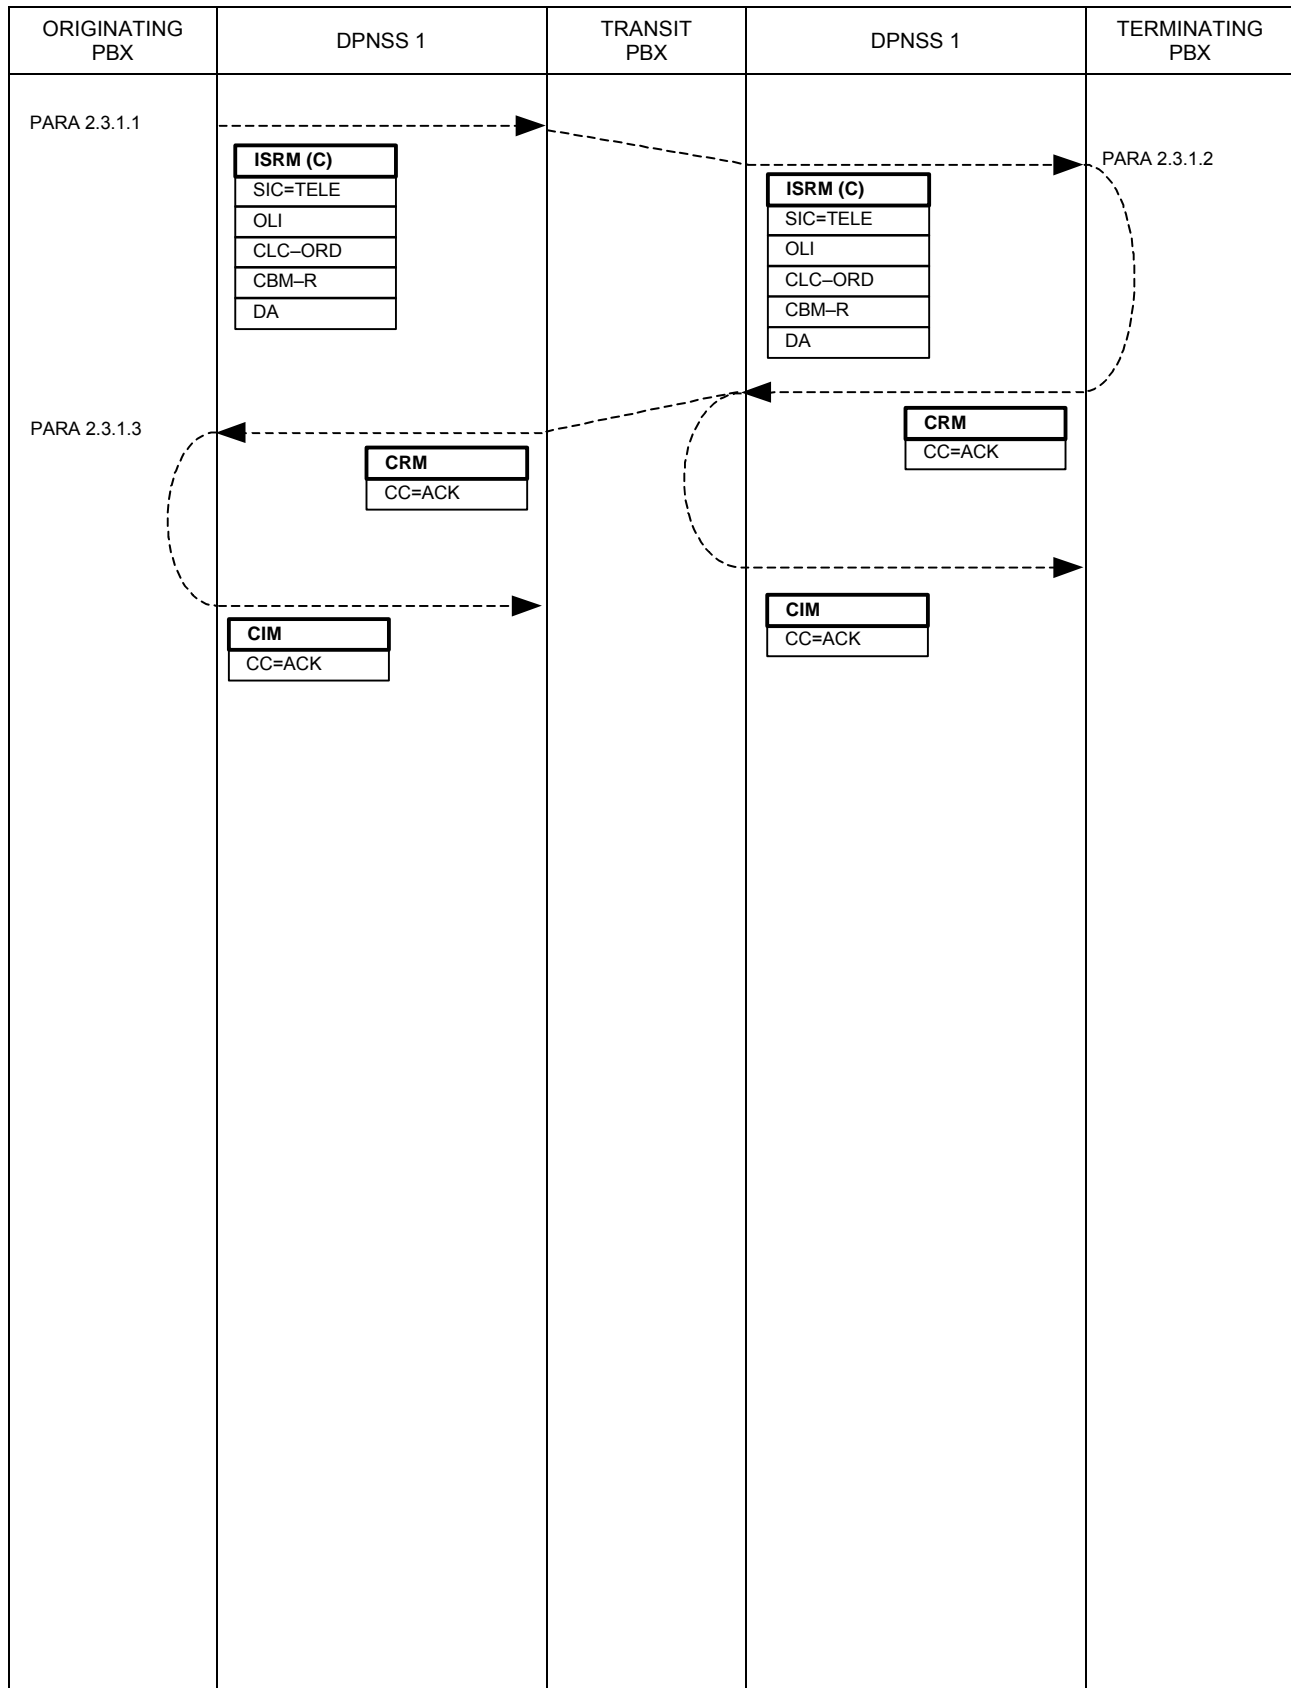 ORIGINATING
PBX
DPNSS 1
TRANSIT
PBX
DPNSS 1
TERMINATING
PBX
PARA 2.3.1.1
ISRM (C)
SIC=TELE
OLI
CLC–ORD
CBM–R
DA
PARA 2.3.1.2
ISRM (C)
SIC=TELE
OLI
CLC–ORD
CBM–R
DA
CRM
CC=ACK
PARA 2.3.1.3
CRM
CC=ACK
CIM
CC=ACK
CIM
CC=ACK